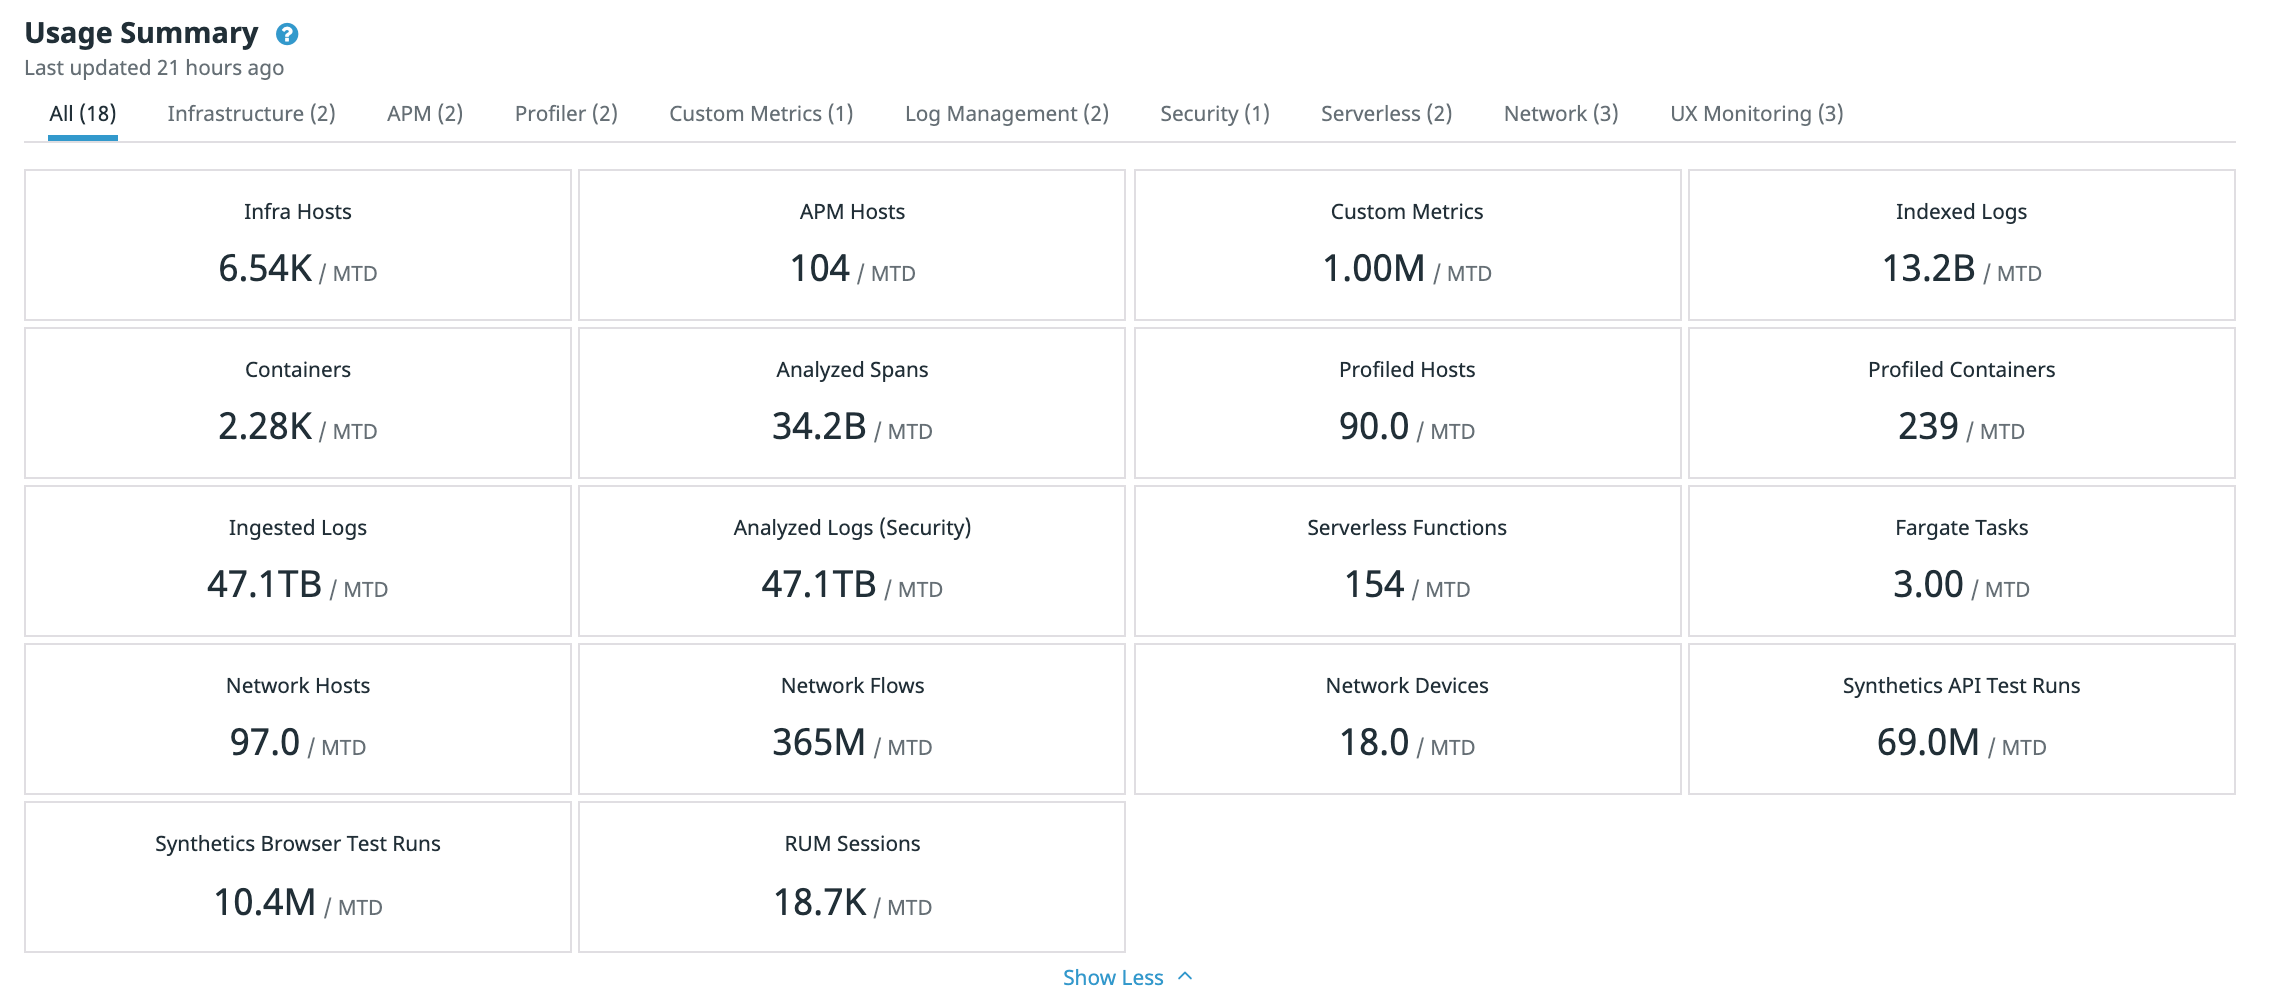 Usage Summary ?
Last updated 21 hours ago
All (18) Infrastructure (2) APM (2) Profiler (2) Custom Metrics (1) Log Management (2) Security (1) Serverless (2) Network (3) UX Monitoring (3)
Infra Hosts
6.54K / MTD
APM Hosts
104 / MTD
Custom Metrics
1.00M / MTD
Indexed Logs
13.2B / MTD
Containers
2.28K / MTD
Analyzed Spans
34.2B / MTD
Profiled Hosts
90.0 / MTD
Profiled Containers
239 / MTD
Ingested Logs
47.1TB / MTD
Analyzed Logs (Security)
47.1TB / MTD
Serverless Functions
154 / MTD
Fargate Tasks
3.00 / MTD
Network Hosts
97.0 / MTD
Network Flows
365M / MTD
Network Devices
18.0 / MTD
Synthetics API Test Runs
69.0M / MTD
Synthetics Browser Test Runs
10.4M / MTD
RUM Sessions
18.7K / MTD
Show Less